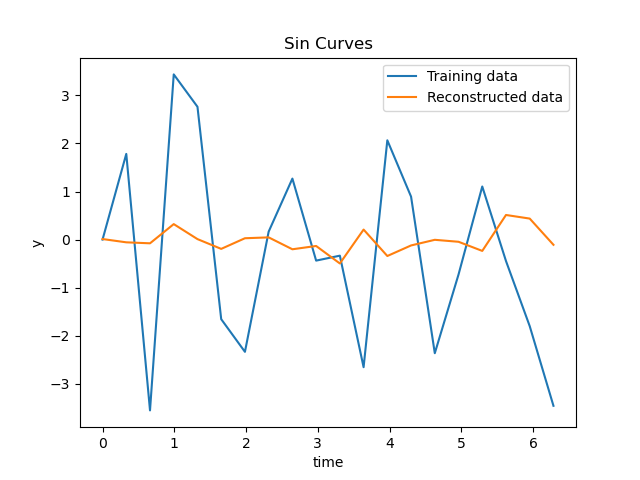 Sin Curves
Training data
Reconstructed data
3
2
1
0
−1
−2
−3
y
0
1
2
3
4
5
6
time